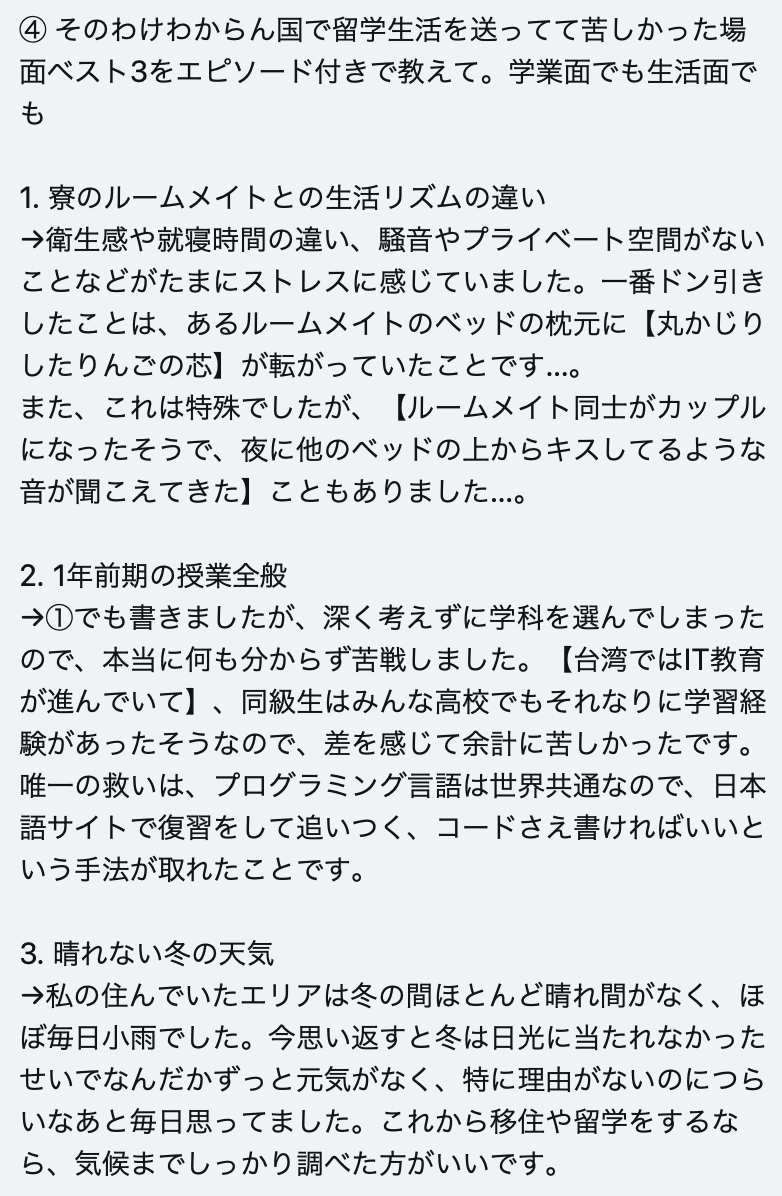 ④ そのわけわからん国で留学生活を送ってて苦しかった場
面ベスト3をエピソード付きで教えて。学業面でも生活面で
も
1. 寮のルームメイトとの生活リズムの違い
→衛生感や就寝時間の違い、騒音やプライベート空間がない
ことなどがたまにストレスに感じていました。一番ドン引き
したことは、あるルームメイトのベッドの枕元に【丸かじり
したりんごの芯】が転がっていたことです…。
また、これは特殊でしたが、【ルームメイト同士がカップル
になったそうで、夜に他のベッドの上からキスしてるような
音が聞こえてきた】こともありました…。
2. 1年前期の授業全般
→①でも書きましたが、深く考えずに学科を選んでしまった
ので、本当に何も分からず苦戦しました。【台湾ではIT教育
が進んでいて】、同級生はみんな高校でもそれなりに学習経
験があったそうなので、差を感じて余計に苦しかったです。
唯一の救いは、プログラミング言語は世界共通なので、日本
語サイトで復習をして追いつく、コードさえ書ければいいと
いう手法が取れたことです。
3. 晴れない冬の天気
→私の住んでいたエリアは冬の間ほとんど晴れ間がなく、ほ
ぼ毎日小雨でした。今思い返すと冬は日光に当たれなかった
せいでなんだかずっと元気がなく、特に理由がないのにつら
いなあと毎日思ってました。これから移住や留学をするな
ら、気候までしっかり調べた方がいいです。